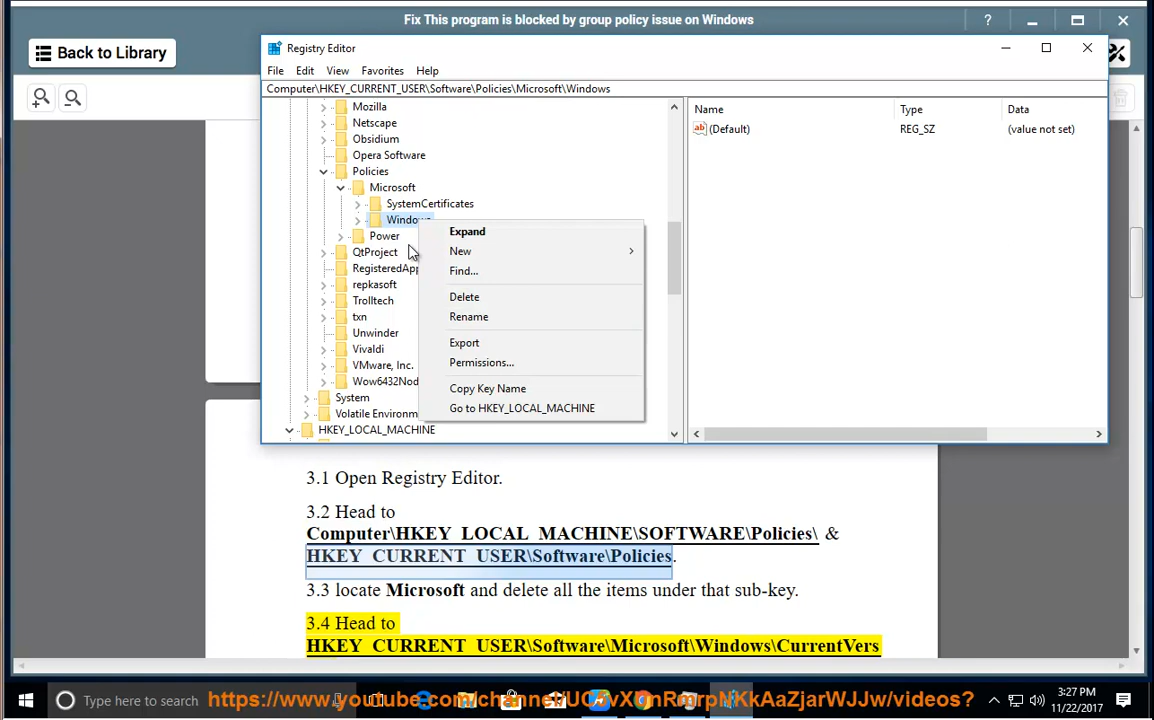 Fix This program is blocked by group policy issue on Windows
Back to Library
Registry Editor
File Edit View Favorites Help
Computer\HKEY_CURRENT_USER\Software\Policies\Microsoft\Windows
Name Type Data
(Default) REG_SZ (value not set)
Mozilla
Netscape
Obsidium
Opera Software
Policies
Microsoft
SystemCertificates
Windows
Power
QtProject
RegisteredApp
repkasoft
Trolltech
txn
Unwinder
Vivaldi
VMware, Inc.
Wow6432Nod
System
Volatile Environm
HKEY_LOCAL_MACHINE
Expand
New
Find...
Delete
Rename
Export
Permissions...
Copy Key Name
Go to HKEY_LOCAL_MACHINE
3.1 Open Registry Editor.
3.2 Head to
Computer\HKEY_LOCAL_MACHINE\SOFTWARE\Policies\ &
HKEY_CURRENT_USER\Software\Policies.
3.3 locate Microsoft and delete all the items under that sub-key.
3.4 Head to
HKEY_CURRENT_USER\Software\Microsoft\Windows\CurrentVers
Type here to search
3:27 PM
11/22/2017